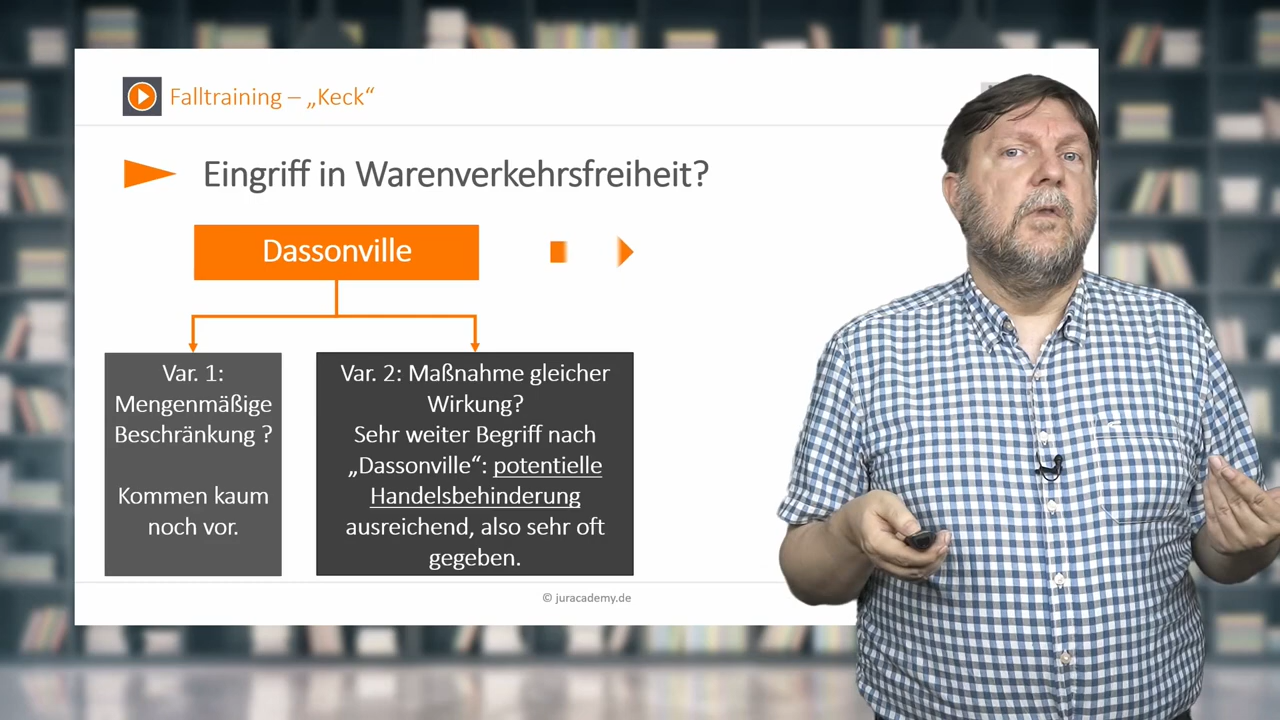 Falltraining – „Keck“
Eingriff in Warenverkehrsfreiheit?
Dassonville
Var. 1:
Mengenmäßige
Beschränkung ?
Kommen kaum
noch vor.
Var. 2: Maßnahme gleicher
Wirkung?
Sehr weiter Begriff nach
„Dassonville“: potentielle
Handelsbehinderung
ausreichend, also sehr oft
gegeben.
© juracademy.de